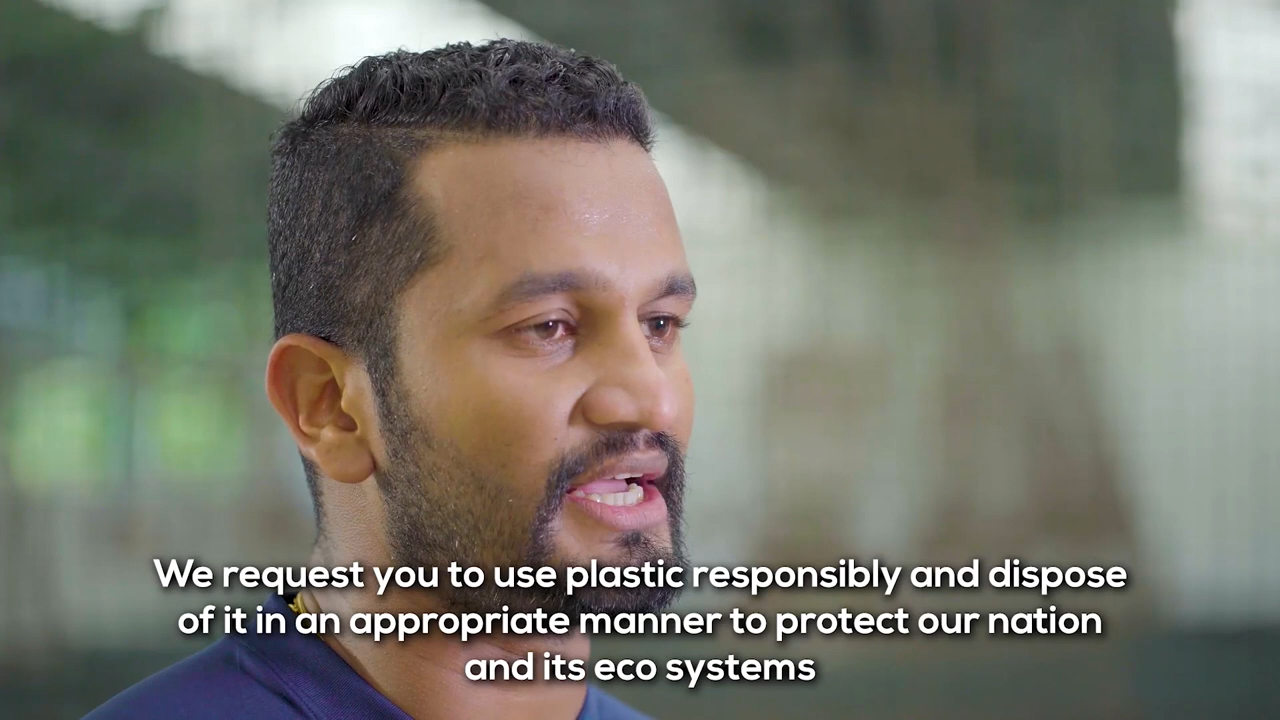 We request you to use plastic responsibly and dispose
of it in an appropriate manner to protect our nation
and its eco systems